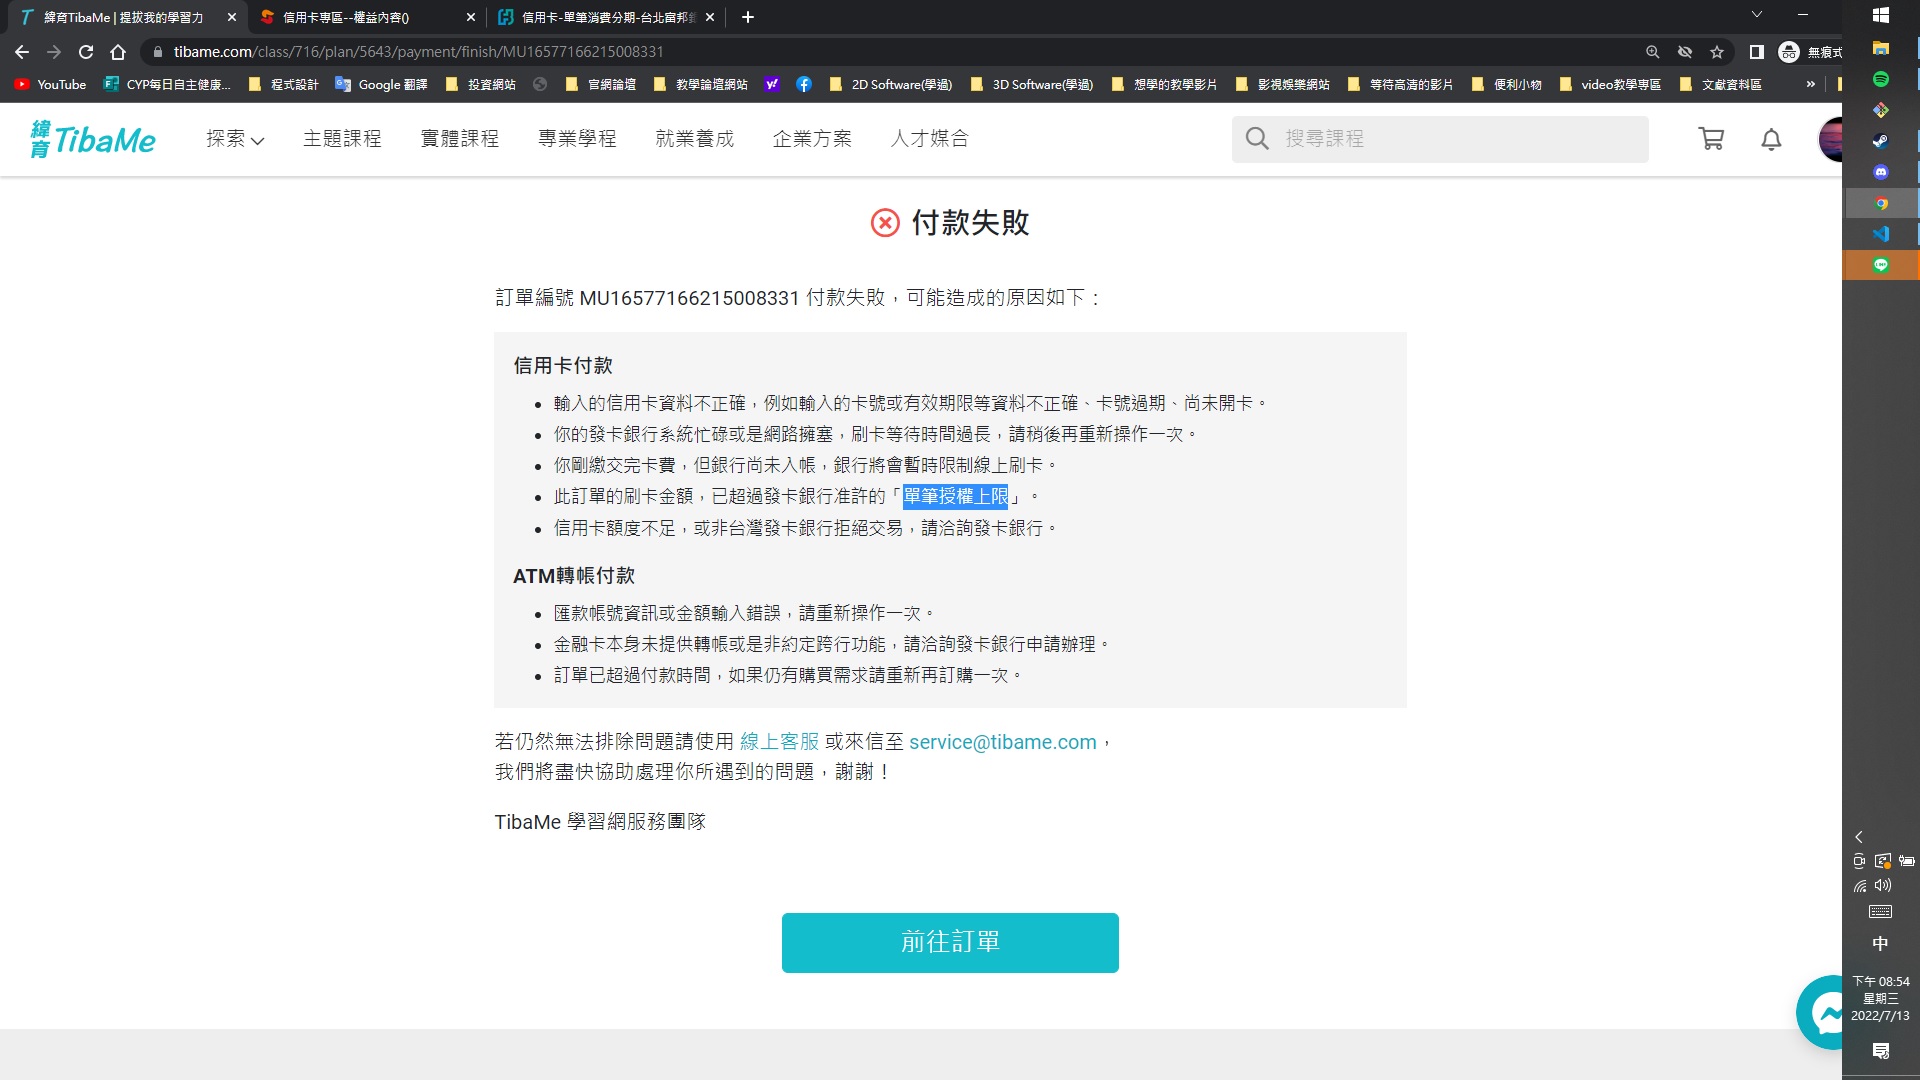 緯育TibaMe | 提拔我的學習力
信用卡專區--權益內容()
信用卡-單筆消費分期-台北富邦
tibame.com/class/716/plan/5643/payment/finish/MU16577166215008331
無痕式
YouTube
CYP每日自主健康...
程式設計
Google 翻譯
投資網站
官網論壇
教學論壇網站
2D Software(學過)
3D Software(學過)
想學的教學影片
影視娛樂網站
等待高清的影片
便利小物
video教學專區
文獻資料區
»
緯育 TibaMe
探索
主題課程
實體課程
專業學程
就業養成
企業方案
人才媒合
搜尋課程
付款失敗
訂單編號 MU16577166215008331 付款失敗，可能造成的原因如下：
信用卡付款
• 輸入的信用卡資料不正確，例如輸入的卡號或有效期限等資料不正確、卡號過期、尚未開卡。
• 你的發卡銀行系統忙碌或是網路擁塞，刷卡等待時間過長，請稍後再重新操作一次。
• 你剛繳交完卡費，但銀行尚未入帳，銀行將會暫時限制線上刷卡。
• 此訂單的刷卡金額，已超過發卡銀行准許的「單筆授權上限」。
• 信用卡額度不足，或非台灣發卡銀行拒絕交易，請洽詢發卡銀行。
ATM轉帳付款
• 匯款帳號資訊或金額輸入錯誤，請重新操作一次。
• 金融卡本身未提供轉帳或是非約定跨行功能，請洽詢發卡銀行申請辦理。
• 訂單已超過付款時間，如果仍有購買需求請重新再訂購一次。
若仍然無法排除問題請使用 線上客服 或來信至 service@tibame.com，
我們將盡快協助處理你所遇到的問題，謝謝！
TibaMe 學習網服務團隊
前往訂單
中
下午 08:54
星期三
2022/7/13